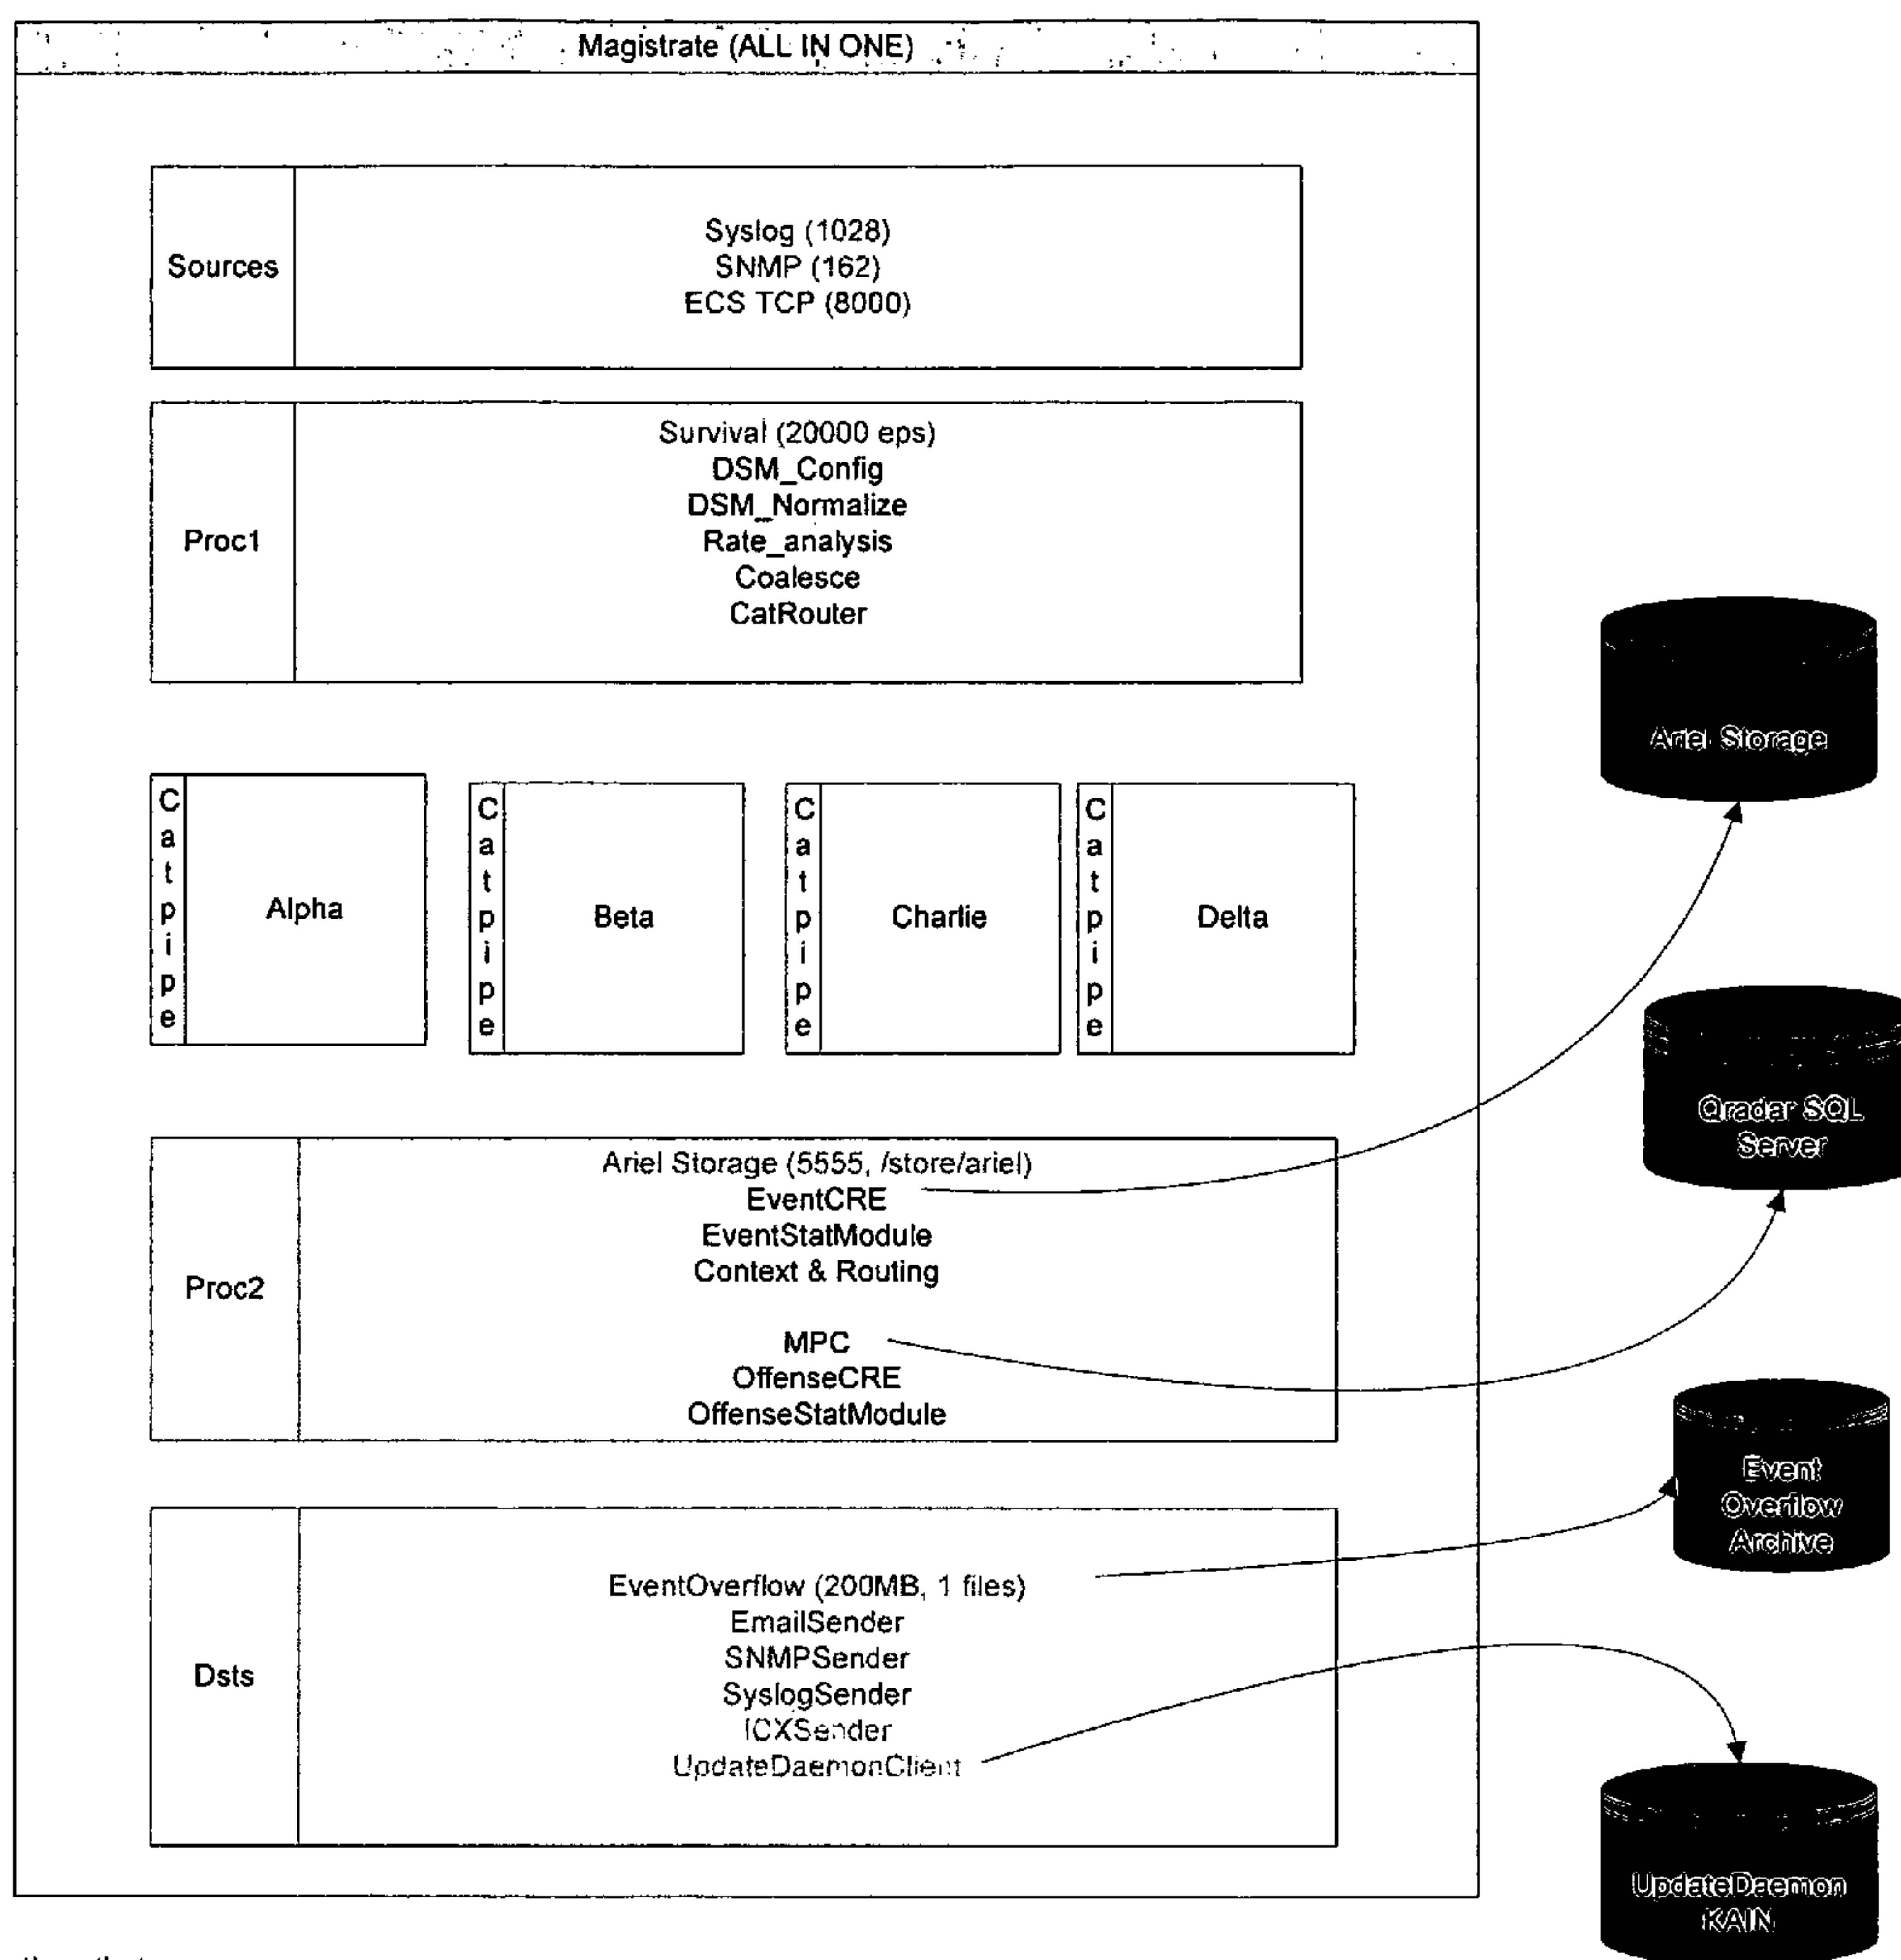 Magistrate (ALL IN ONE)
Sources
Syslog (1028)
SNMP (162)
ECS TCP (8000)
Proc1
Survival (20000 eps)
DSM_Config
DSM_Normalize
Rate_analysis
Coalesce
CatRouter
Catpipe
Alpha
Catpipe
Beta
Catpipe
Charlie
Catpipe
Delta
Proc2
Ariel Storage (5555, /store/ariel)
EventCRE
EventStatModule
Context & Routing
MPC
OffenseCRE
OffenseStatModule
Dsts
EventOverflow (200MB, 1 files)
EmailSender
SNMPSender
SyslogSender
ICXSender
UpdateDaemonClient
Ariel Storage
Qradar SQL
Server
Event
Overflow
Archive
UpdateDaemon
KAIN